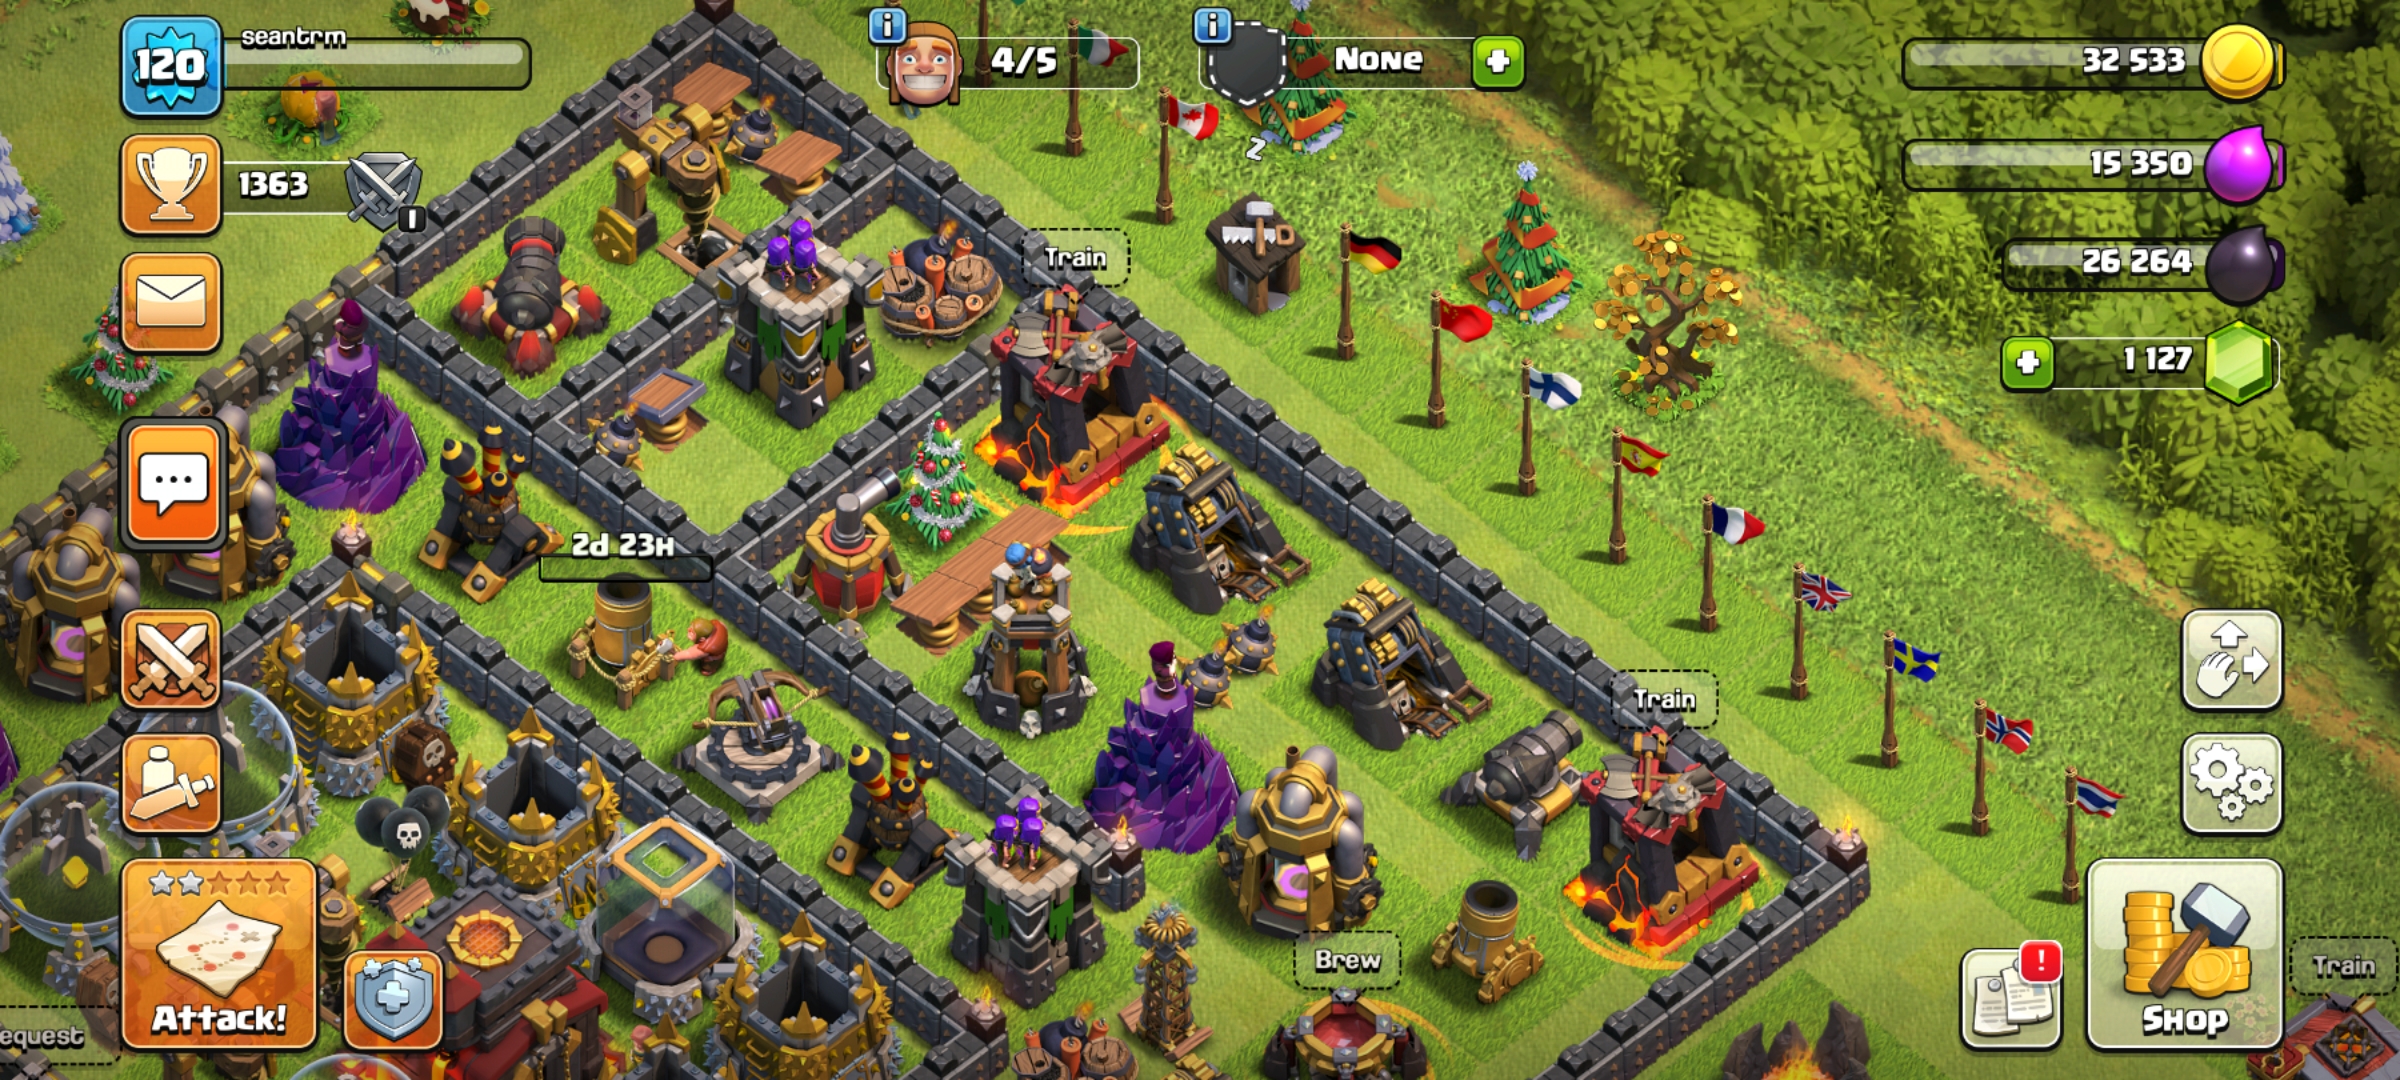 120
seantrm
4/5
None
32 533
1363
I
z
15 350
Train
26 264
1 127
2d 23H
Train
Attack!
Brew
!
Shop
Train
equest